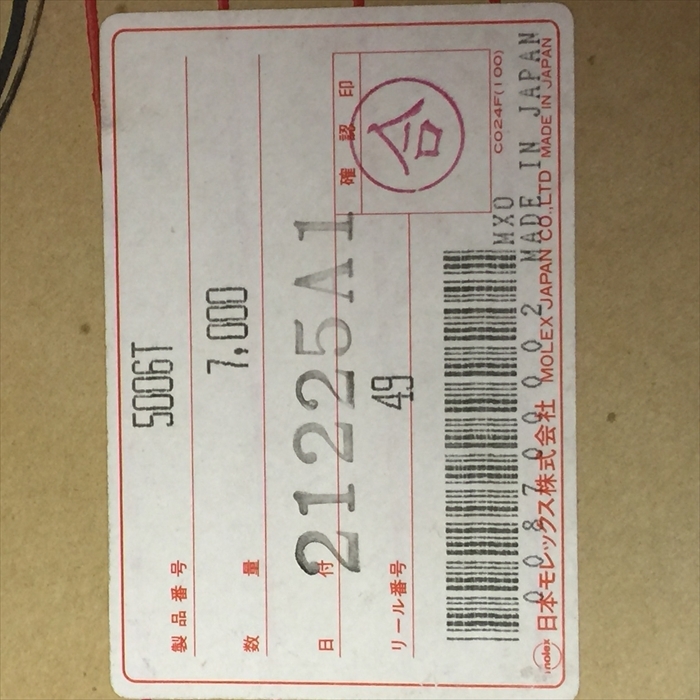 製品番号 5006T
数量 7,000
日付 21225A1
リール番号 49
確認印
合
C024F(100)
MXO
0087000002 MADE IN JAPAN
molex 日本モレックス株式会社 MOLEX JAPAN CO.,LTD MADE IN JAPAN